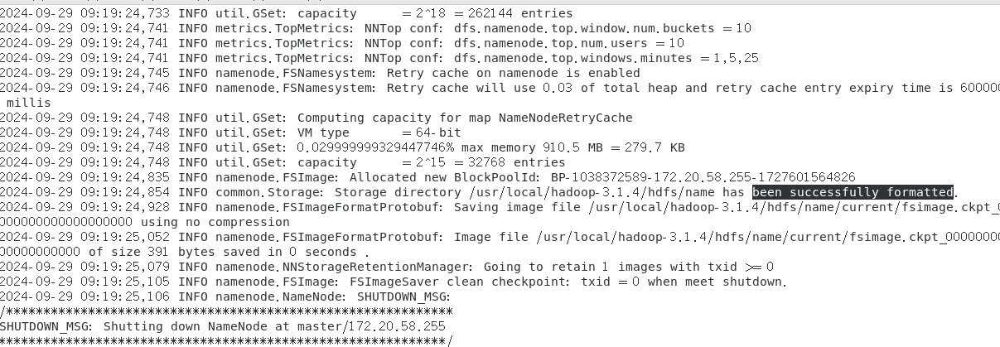 2024-09-29 09:19:24,733 INFO util.GSet: capacity      = 2^18 = 262144 entries
2024-09-29 09:19:24,741 INFO metrics.TopMetrics: NNTop conf: dfs.namenode.top.window.num.buckets = 10
2024-09-29 09:19:24,741 INFO metrics.TopMetrics: NNTop conf: dfs.namenode.top.num.users = 10
2024-09-29 09:19:24,741 INFO metrics.TopMetrics: NNTop conf: dfs.namenode.top.windows.minutes = 1,5,25
2024-09-29 09:19:24,745 INFO namenode.FSNamesystem: Retry cache on namenode is enabled
2024-09-29 09:19:24,746 INFO namenode.FSNamesystem: Retry cache will use 0.03 of total heap and retry cache entry expiry time is 600000
millis
2024-09-29 09:19:24,748 INFO util.GSet: Computing capacity for map NameNodeRetryCache
2024-09-29 09:19:24,748 INFO util.GSet: VM type       = 64-bit
2024-09-29 09:19:24,748 INFO util.GSet: 0.029999999329447746% max memory 910.5 MB = 279.7 KB
2024-09-29 09:19:24,748 INFO util.GSet: capacity      = 2^15 = 32768 entries
2024-09-29 09:19:24,835 INFO namenode.FSImage: Allocated new BlockPoolId: BP-1038372589-172.20.58.255-1727601564826
2024-09-29 09:19:24,854 INFO common.Storage: Storage directory /usr/local/hadoop-3.1.4/hdfs/name has been successfully formatted.
2024-09-29 09:19:24,928 INFO namenode.FSImageFormatProtobuf: Saving image file /usr/local/hadoop-3.1.4/hdfs/name/current/fsimage.ckpt_0
000000000000000000 using no compression
2024-09-29 09:19:25,052 INFO namenode.FSImageFormatProtobuf: Image file /usr/local/hadoop-3.1.4/hdfs/name/current/fsimage.ckpt_00000000
00000000000 of size 391 bytes saved in 0 seconds .
2024-09-29 09:19:25,079 INFO namenode.NNStorageRetentionManager: Going to retain 1 images with txid >= 0
2024-09-29 09:19:25,105 INFO namenode.FSImage: FSImageSaver clean checkpoint: txid = 0 when meet shutdown.
2024-09-29 09:19:25,106 INFO namenode.NameNode: SHUTDOWN_MSG:
/************************************************************
SHUTDOWN_MSG: Shutting down NameNode at master/172.20.58.255
************************************************************/